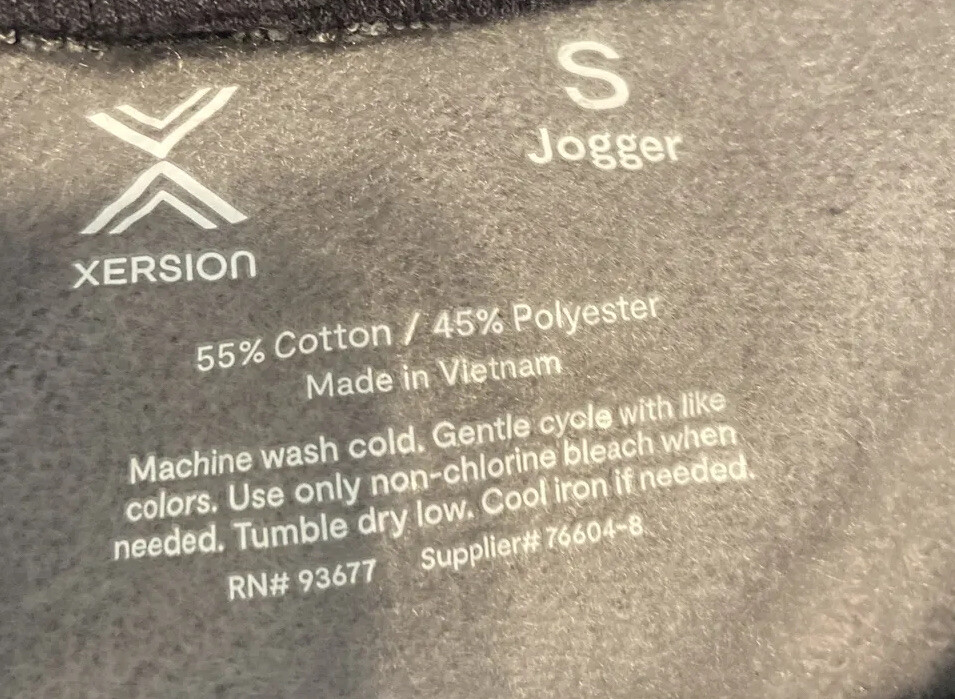 S
Jogger
XERSION
55% Cotton / 45% Polyester
Made in Vietnam
Machine wash cold. Gentle cycle with like
colors. Use only non-chlorine bleach when
needed. Tumble dry low. Cool iron if needed.
RN# 93677 Supplier# 76604-8